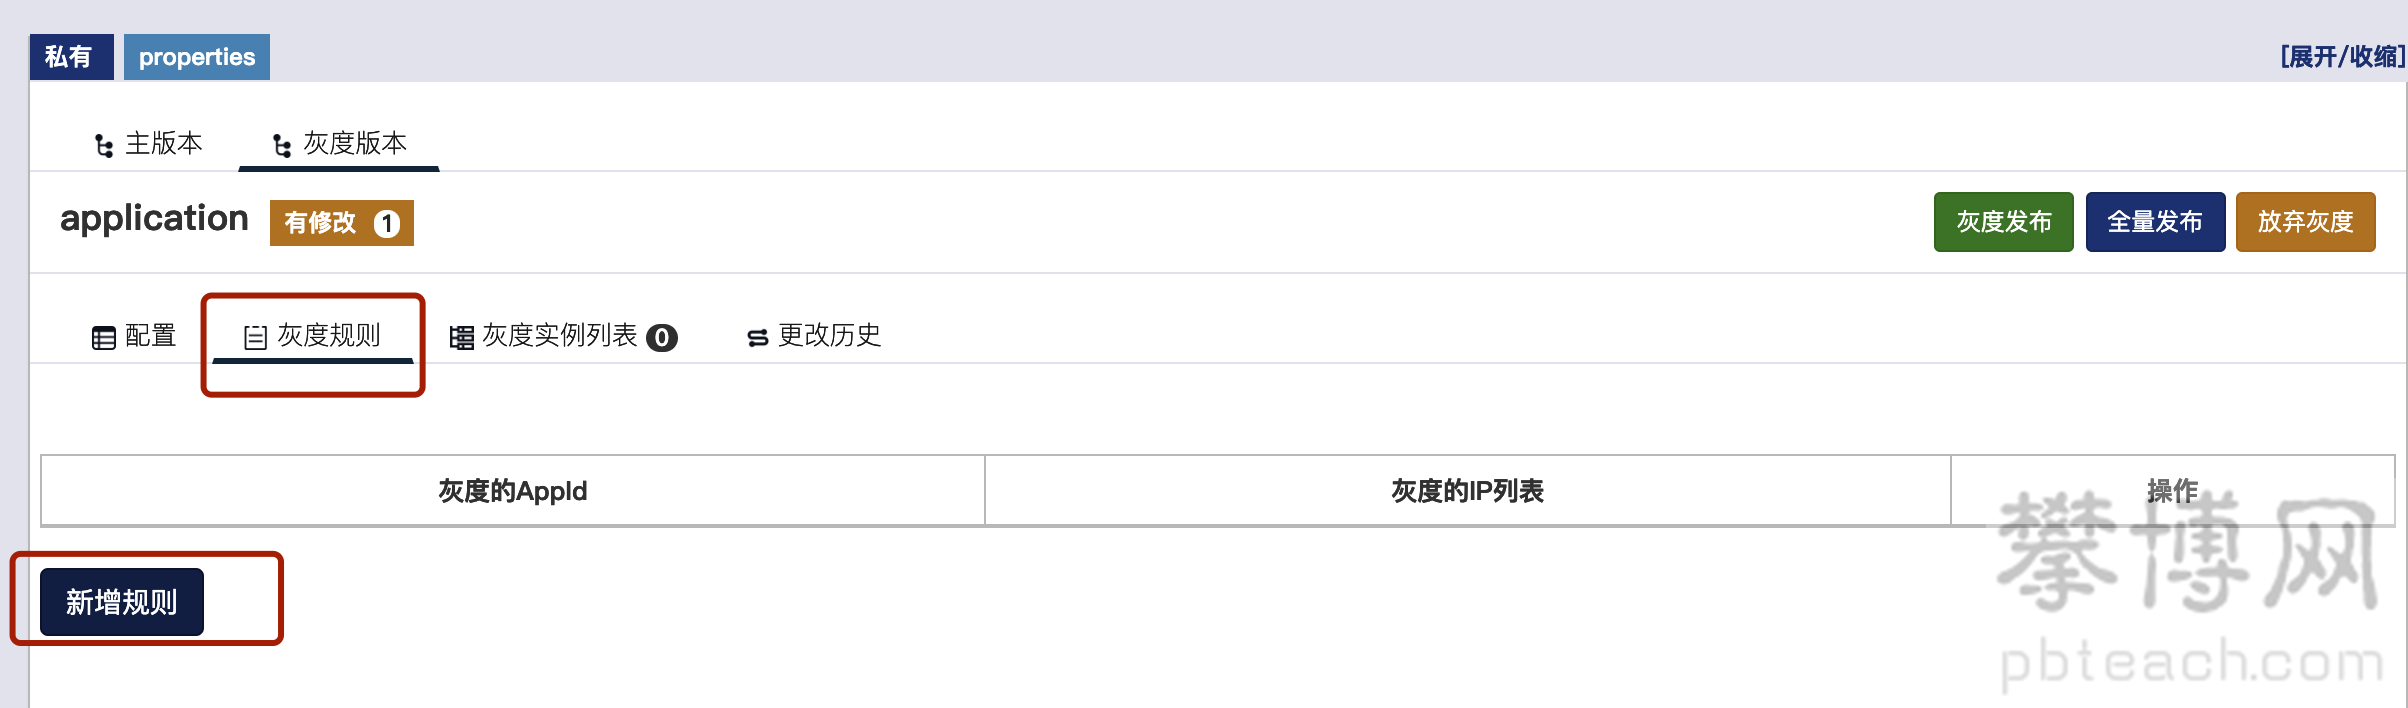 私有 properties [展开/收缩]
主版本 灰度版本
application 有修改 1 灰度发布 全量发布 放弃灰度
配置 灰度规则 灰度实例列表 0 更改历史
灰度的AppId 灰度的IP列表 操作
新增规则
攀博网
pbteach.com